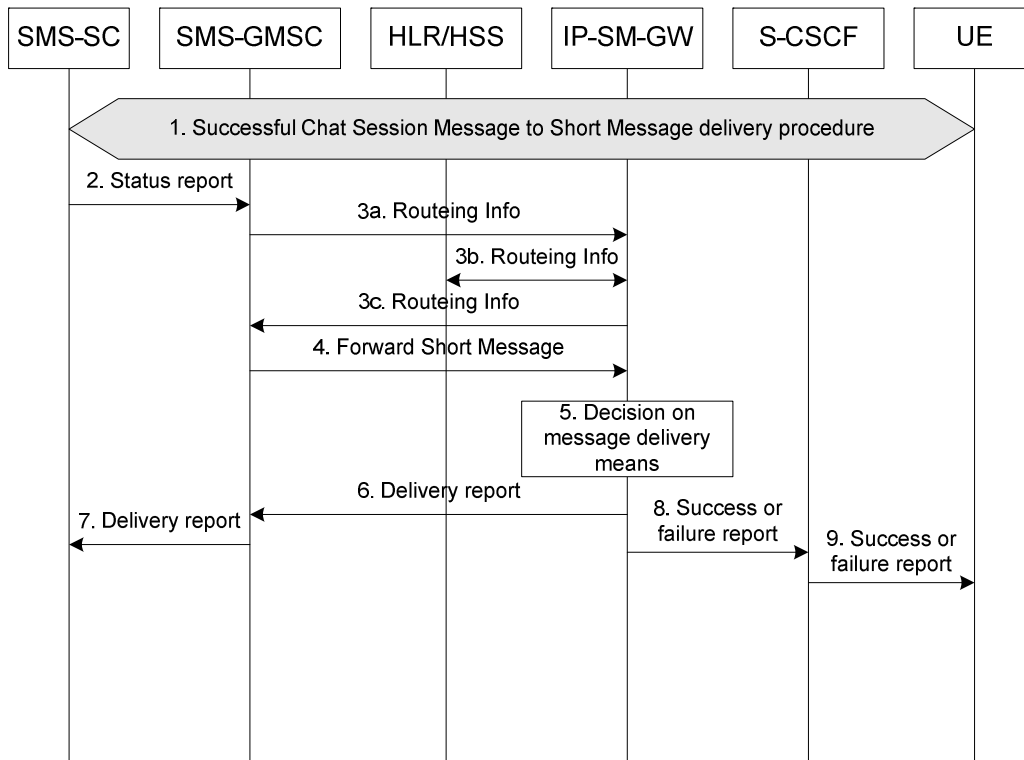 SMS-SC
SMS-GMSC
HLR/HSS
IP-SM-GW
S-CSCF
UE
1. Successful Chat Session Message to Short Message delivery procedure
2. Status report
3a. Routeing Info
3b. Routeing Info
3c. Routeing Info
4. Forward Short Message
5. Decision on
message delivery
means
6. Delivery report
7. Delivery report
8. Success or
failure report
9. Success or
failure report